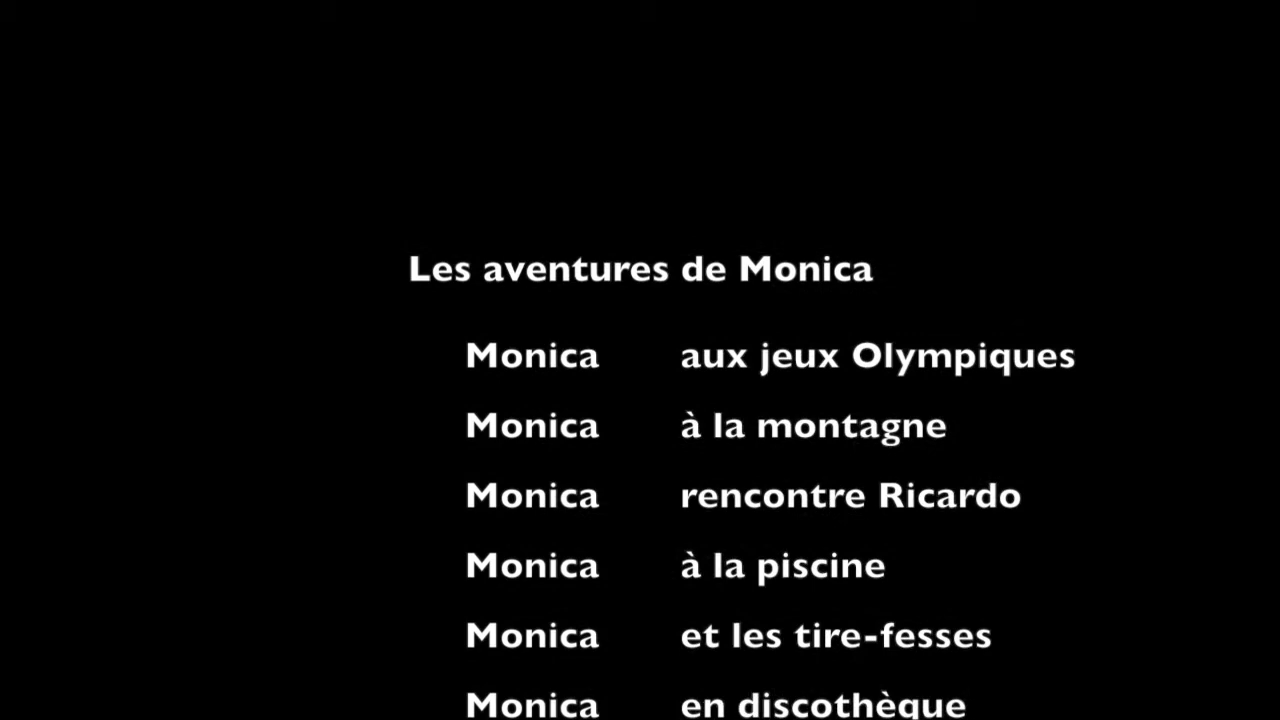 Les aventures de Monica
Monica aux jeux Olympiques
Monica à la montagne
Monica rencontre Ricardo
Monica à la piscine
Monica et les tire-fesses
Monica en discothèque